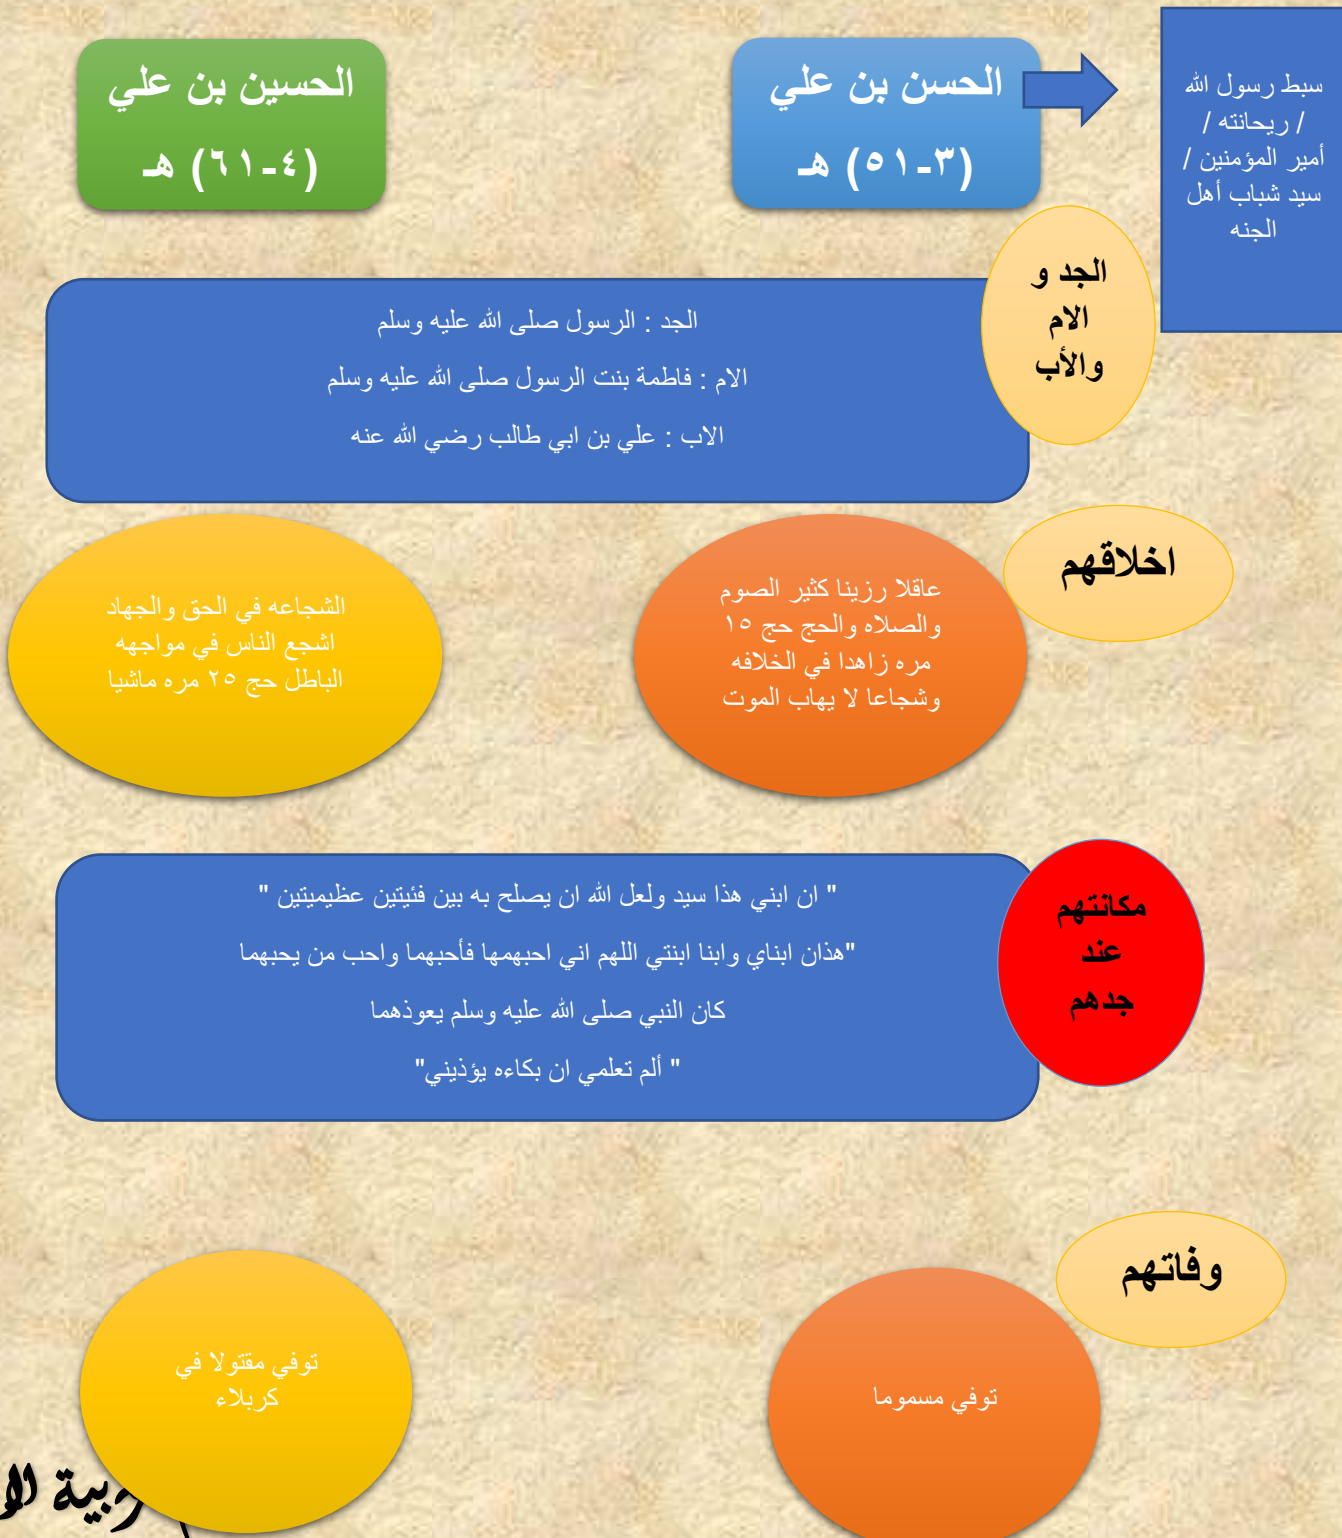 سبط رسول الله
/ ريحانته /
أمير المؤمنين /
سيد شباب أهل
الجنه
الحسن بن علي
(٣-٥١) هـ
الحسين بن علي
(٤-٦١) هـ
الجد و
الام
والأب
الجد : الرسول صلى الله عليه وسلم
الام : فاطمة بنت الرسول صلى الله عليه وسلم
الاب : علي بن ابي طالب رضي الله عنه
اخلاقهم
عاقلا رزينا كثير الصوم
والصلاه والحج حج ١٥
مره زاهدا في الخلافه
وشجاعا لا يهاب الموت
الشجاعه في الحق والجهاد
اشجع الناس في مواجهه
الباطل حج ٢٥ مره ماشيا
مكانتهم
عند
جدهم
" ان ابني هذا سيد ولعل الله ان يصلح به بين فئيتين عظيميتين "
"هذان ابناي وابنا ابنتي اللهم اني احبهمها فأحبهما واحب من يحبهما
كان النبي صلى الله عليه وسلم يعوذهما
" ألم تعلمي ان بكاءه يؤذيني"
وفاتهم
توفي مسموما
توفي مقتولا في
كربلاء